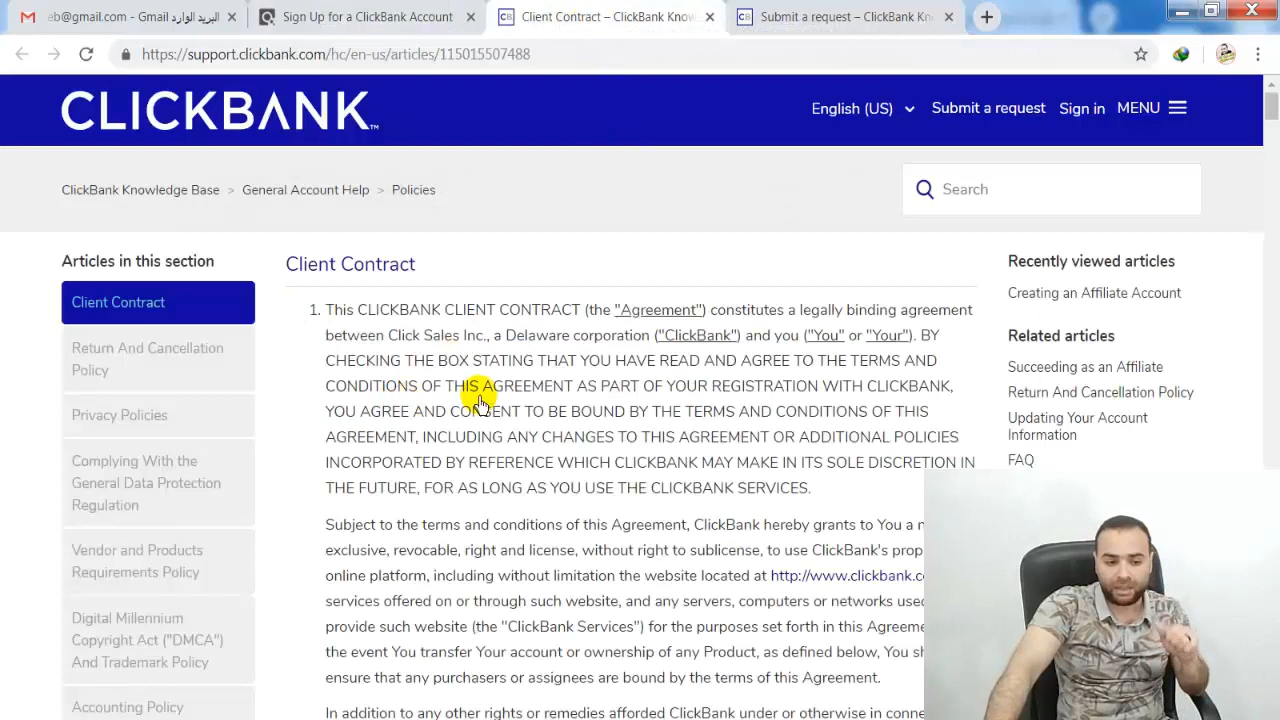 eb@gmail.com - Gmail البريد الوارد
Sign Up for a ClickBank Account
Client Contract – ClickBank Know
Submit a request – ClickBank Kn
https://support.clickbank.com/hc/en-us/articles/115015507488
CLICKBANK™
English (US)
Submit a request
Sign in
MENU
ClickBank Knowledge Base > General Account Help > Policies
Search
Articles in this section
Client Contract
Return And Cancellation
Policy
Privacy Policies
Complying With the
General Data Protection
Regulation
Vendor and Products
Requirements Policy
Digital Millennium
Copyright Act ("DMCA")
And Trademark Policy
Accounting Policy
Client Contract
1. This CLICKBANK CLIENT CONTRACT (the "Agreement") constitutes a legally binding agreement
between Click Sales Inc., a Delaware corporation ("ClickBank") and you ("You" or "Your"). BY
CHECKING THE BOX STATING THAT YOU HAVE READ AND AGREE TO THE TERMS AND
CONDITIONS OF THIS AGREEMENT AS PART OF YOUR REGISTRATION WITH CLICKBANK,
YOU AGREE AND CONSENT TO BE BOUND BY THE TERMS AND CONDITIONS OF THIS
AGREEMENT, INCLUDING ANY CHANGES TO THIS AGREEMENT OR ADDITIONAL POLICIES
INCORPORATED BY REFERENCE WHICH CLICKBANK MAY MAKE IN ITS SOLE DISCRETION IN
THE FUTURE, FOR AS LONG AS YOU USE THE CLICKBANK SERVICES.
Subject to the terms and conditions of this Agreement, ClickBank hereby grants to You a n
exclusive, revocable, right and license, without right to sublicense, to use ClickBank's prop
online platform, including without limitation the website located at http://www.clickbank.c
services offered on or through such website, and any servers, computers or networks used
provide such website (the "ClickBank Services") for the purposes set forth in this Agreeme
the event You transfer Your account or ownership of any Product, as defined below, You sh
ensure that any purchasers or assignees are bound by the terms of this Agreement.
In addition to any other rights or remedies afforded ClickBank under or otherwise in conne
Recently viewed articles
Creating an Affiliate Account
Related articles
Succeeding as an Affiliate
Return And Cancellation Policy
Updating Your Account
Information
FAQ